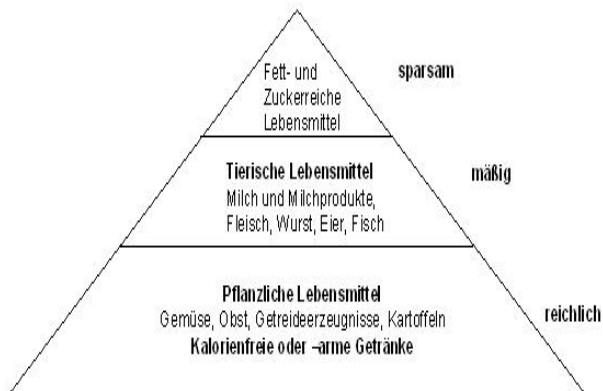 Fett- und
Zuckerreiche
Lebensmittel
sparsam
Tierische Lebensmittel
Milch und Milchprodukte,
Fleisch, Wurst, Eier, Fisch
mäßig
Pflanzliche Lebensmittel
Gemüse, Obst, Getreideerzeugnisse, Kartoffeln
Kalorienfreie oder –arme Getränke
reichlich